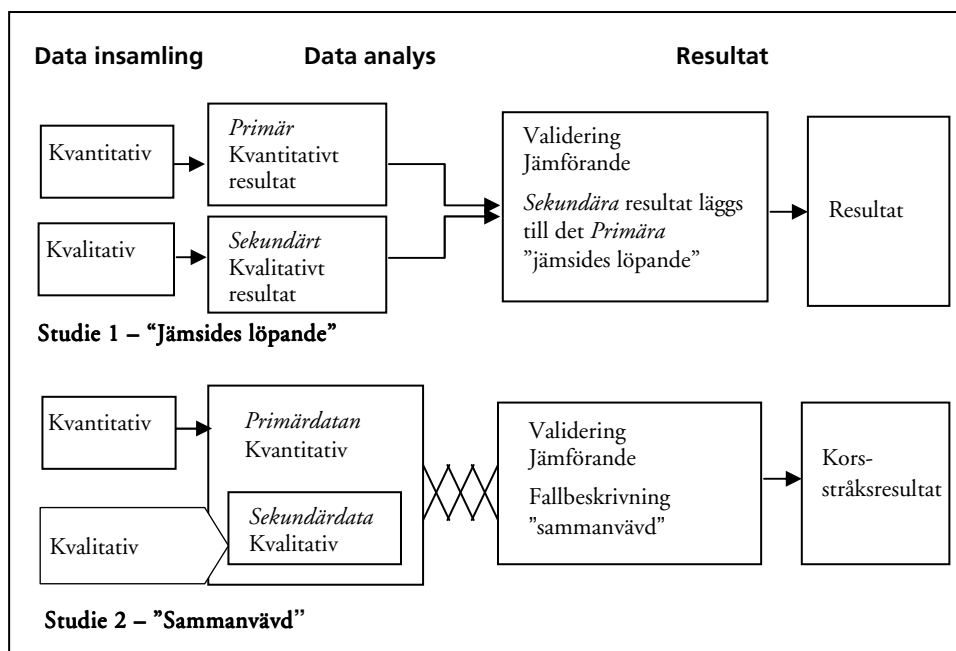 Data insamling
Data analys
Resultat
Kvantitativ
Primär
Kvantitativt
resultat
Kvalitativ
Sekundärt
Kvalitativt
resultat
Validering
Jämförande
Sekundära resultat läggs
till det Primära
”jämsides löpande”
Resultat
Studie 1 – “Jämsides löpande”
Kvantitativ
Primärdatan
Kvantitativ
Kvalitativ
Sekundärdata
Kvalitativ
Validering
Jämförande
Fallbeskrivning
”sammanvävd”
Kors-
stråksresultat
Studie 2 – ”Sammanvävd’’